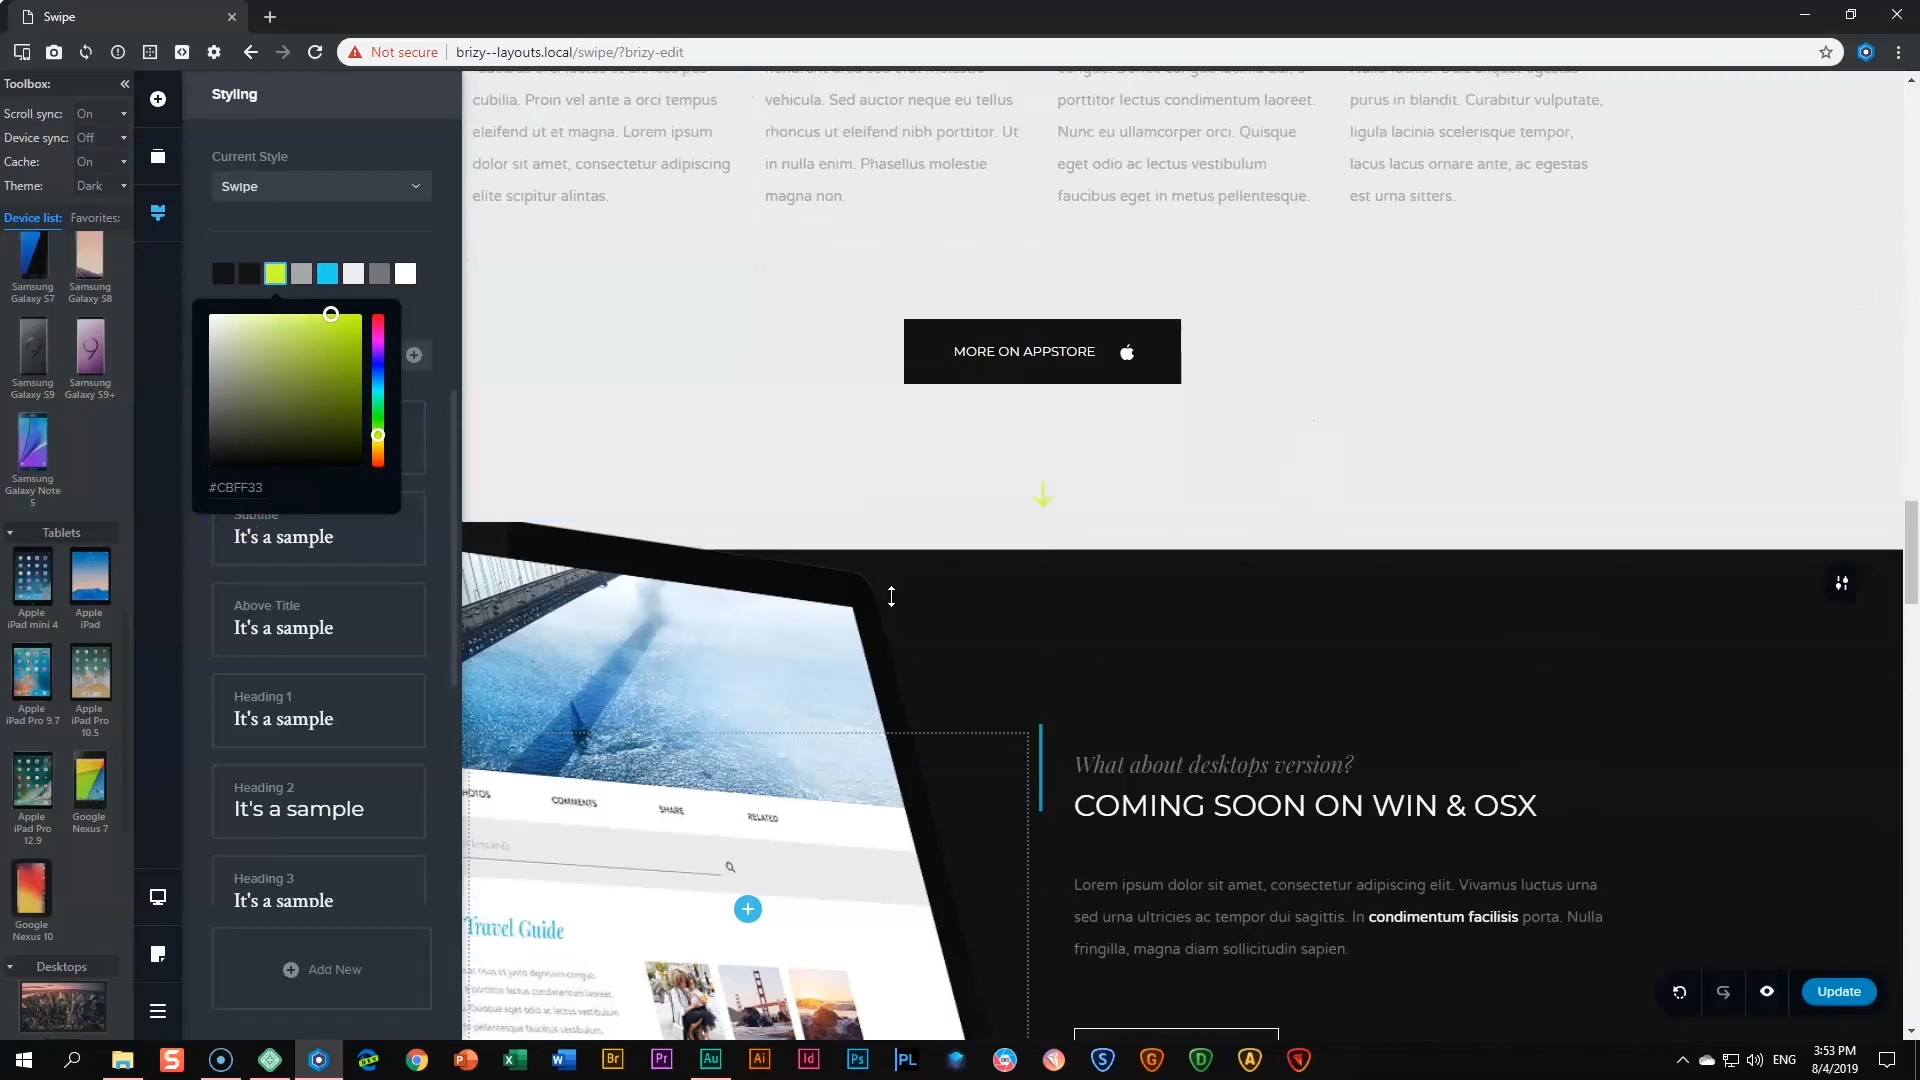 Swipe
Not secure
brizy--layouts.local/swipe/?brizy-edit
Toolbox:
Scroll sync: On
Device sync: Off
Cache: On
Theme: Dark
Device list: Favorites:
Samsung Galaxy S7
Samsung Galaxy S8
Samsung Galaxy S9
Samsung Galaxy S9+
Samsung Galaxy Note 5
Tablets
Apple iPad mini 4
Apple iPad
Apple iPad Pro 9.7
Apple iPad Pro 10.5
Apple iPad Pro 12.9
Google Nexus 7
Google Nexus 10
Desktops
Styling
Current Style
Swipe
#CBFF33
Subtitle
It's a sample
Above Title
It's a sample
Heading 1
It's a sample
Heading 2
It's a sample
Heading 3
It's a sample
Add New
cubilia. Proin vel ante a orci tempus
eleifend ut et magna. Lorem ipsum
dolor sit amet, consectetur adipiscing
elite scipitur alintas.
vehicula. Sed auctor neque eu tellus
rhoncus ut eleifend nibh porttitor. Ut
in nulla enim. Phasellus molestie
magna non.
porttitor lectus condimentum laoreet.
Nunc eu ullamcorper orci. Quisque
eget odio ac lectus vestibulum
faucibus eget in metus pellentesque.
purus in blandit. Curabitur vulputate,
ligula lacinia scelerisque tempor,
lacus lacus ornare ante, ac egestas
est urna sitters.
MORE ON APPSTORE
COMMENTS
SHARE
RELATED
Travel Guide
What about desktops version?
COMING SOON ON WIN & OSX
Lorem ipsum dolor sit amet, consectetur adipiscing elit. Vivamus luctus urna
sed urna ultricies ac tempor dui sagittis. In condimentum facilisis porta. Nulla
fringilla, magna diam sollicitudin sapien.
Update
Br
Pr
Au
Ai
Id
Ps
PL
ENG
3:53 PM
8/4/2019